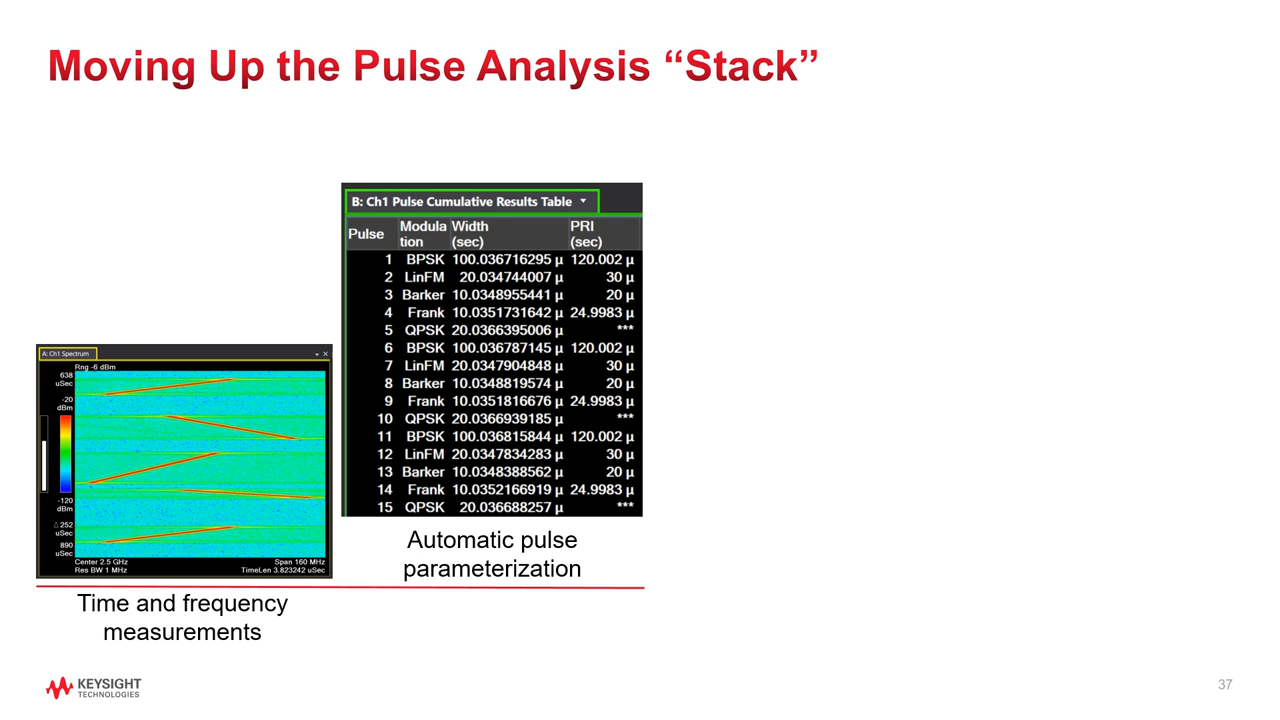 Moving Up the Pulse Analysis “Stack”
B: Ch1 Pulse Cumulative Results Table
Pulse Modula Width PRI
tion (sec) (sec)
1 BPSK 100.036716295 µ 120.002 µ
2 LinFM 20.034744007 µ 30 µ
3 Barker 10.0348955441 µ 20 µ
4 Frank 10.0351731642 µ 24.9983 µ
5 QPSK 20.0366395006 µ ***
6 BPSK 100.036787145 µ 120.002 µ
7 LinFM 20.0347904848 µ 30 µ
8 Barker 10.0348819574 µ 20 µ
9 Frank 10.0351816676 µ 24.9983 µ
10 QPSK 20.0366939185 µ ***
11 BPSK 100.036815844 µ 120.002 µ
12 LinFM 20.0347834283 µ 30 µ
13 Barker 10.0348388562 µ 20 µ
14 Frank 10.0352166919 µ 24.9983 µ
15 QPSK 20.036688257 µ ***
Automatic pulse
parameterization
A: Ch1 Spectrum
Rng -6 dBm
638
uSec
-20
dBm
-120
dBm
△ 252
uSec
890
uSec
Center 2.5 GHz Span 160 MHz
Res BW 1 MHz TimeLen 3.823242 uSec
Time and frequency
measurements
KEYSIGHT
TECHNOLOGIES
37